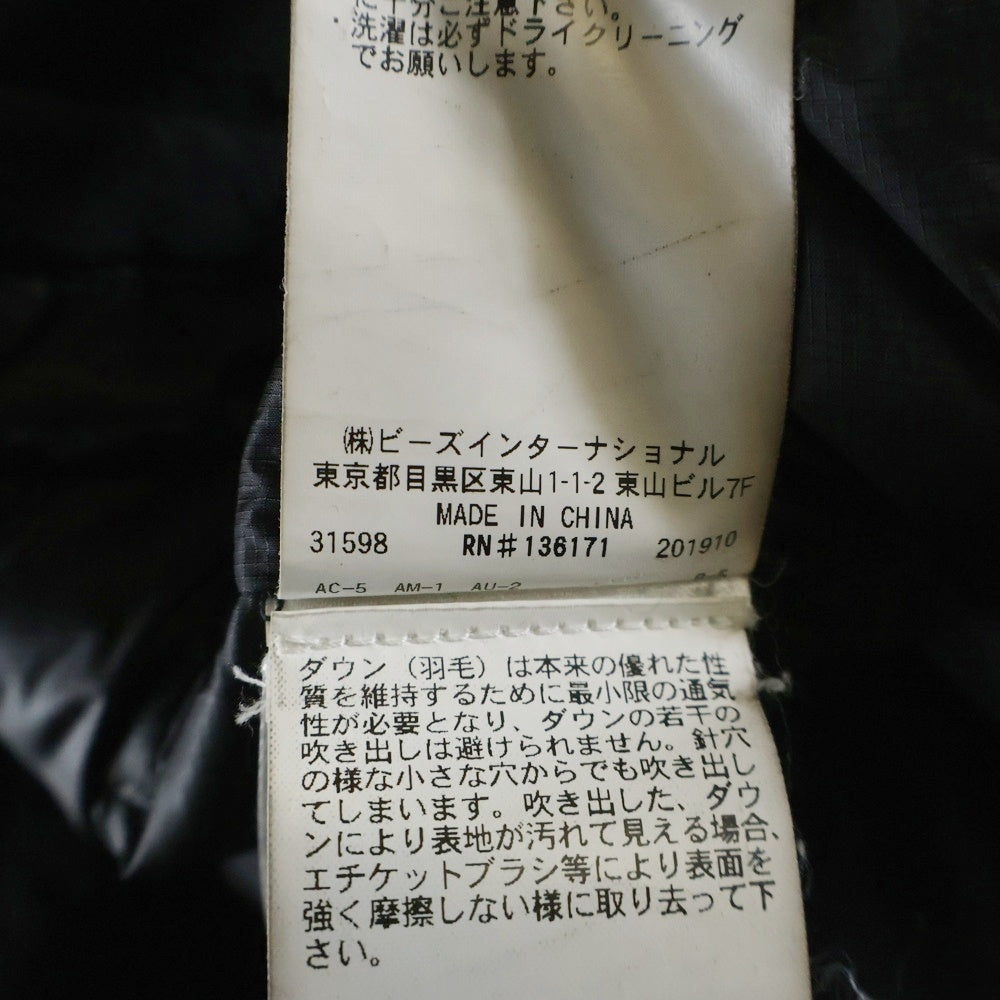 に十分ご注意下さい。
・洗濯は必ずドライクリーニング
でお願いします。
㈱ビーズインターナショナル
東京都目黒区東山1-1-2 東山ビル7F
MADE IN CHINA
31598 RN#136171 201910
AC-5 AM-1 AU-2
ダウン（羽毛）は本来の優れた性
質を維持するために最小限の通気
性が必要となり、ダウンの若干の
吹き出しは避けられません。針穴
の様な小さな穴からでも吹き出し
てしまいます。吹き出した、ダウ
ンにより表地が汚れて見える場合、
エチケットブラシ等により表面を
強く摩擦しない様に取り去って下
さい。